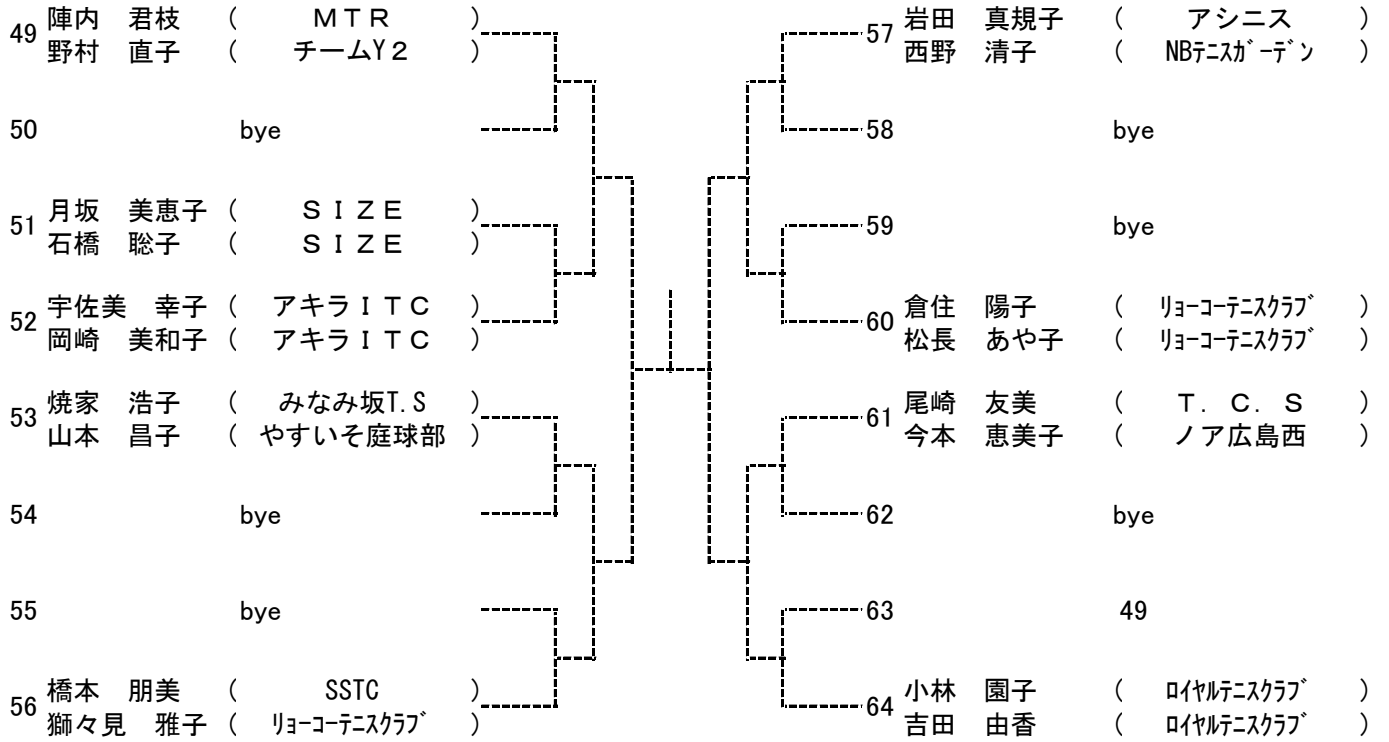 49 陣内 君枝 ( MTR )
野村 直子 ( チームY2 )
50 bye
51 月坂 美恵子 ( SIZE )
石橋 聡子 ( SIZE )
52 宇佐美 幸子 ( アキラITC )
岡崎 美和子 ( アキラITC )
53 焼家 浩子 ( みなみ坂T.S )
山本 昌子 ( やすいそ庭球部 )
54 bye
55 bye
56 橋本 朋美 ( SSTC )
獅々見 雅子 ( リョーコーテニスクラブ )
57 岩田 真規子 ( アシニス )
西野 清子 ( NBテニスガーデン )
58 bye
59 bye
60 倉住 陽子 ( リョーコーテニスクラブ )
松長 あや子 ( リョーコーテニスクラブ )
61 尾崎 友美 ( T.C.S )
今本 恵美子 ( ノア広島西 )
62 bye
63 49
64 小林 園子 ( ロイヤルテニスクラブ )
吉田 由香 ( ロイヤルテニスクラブ )